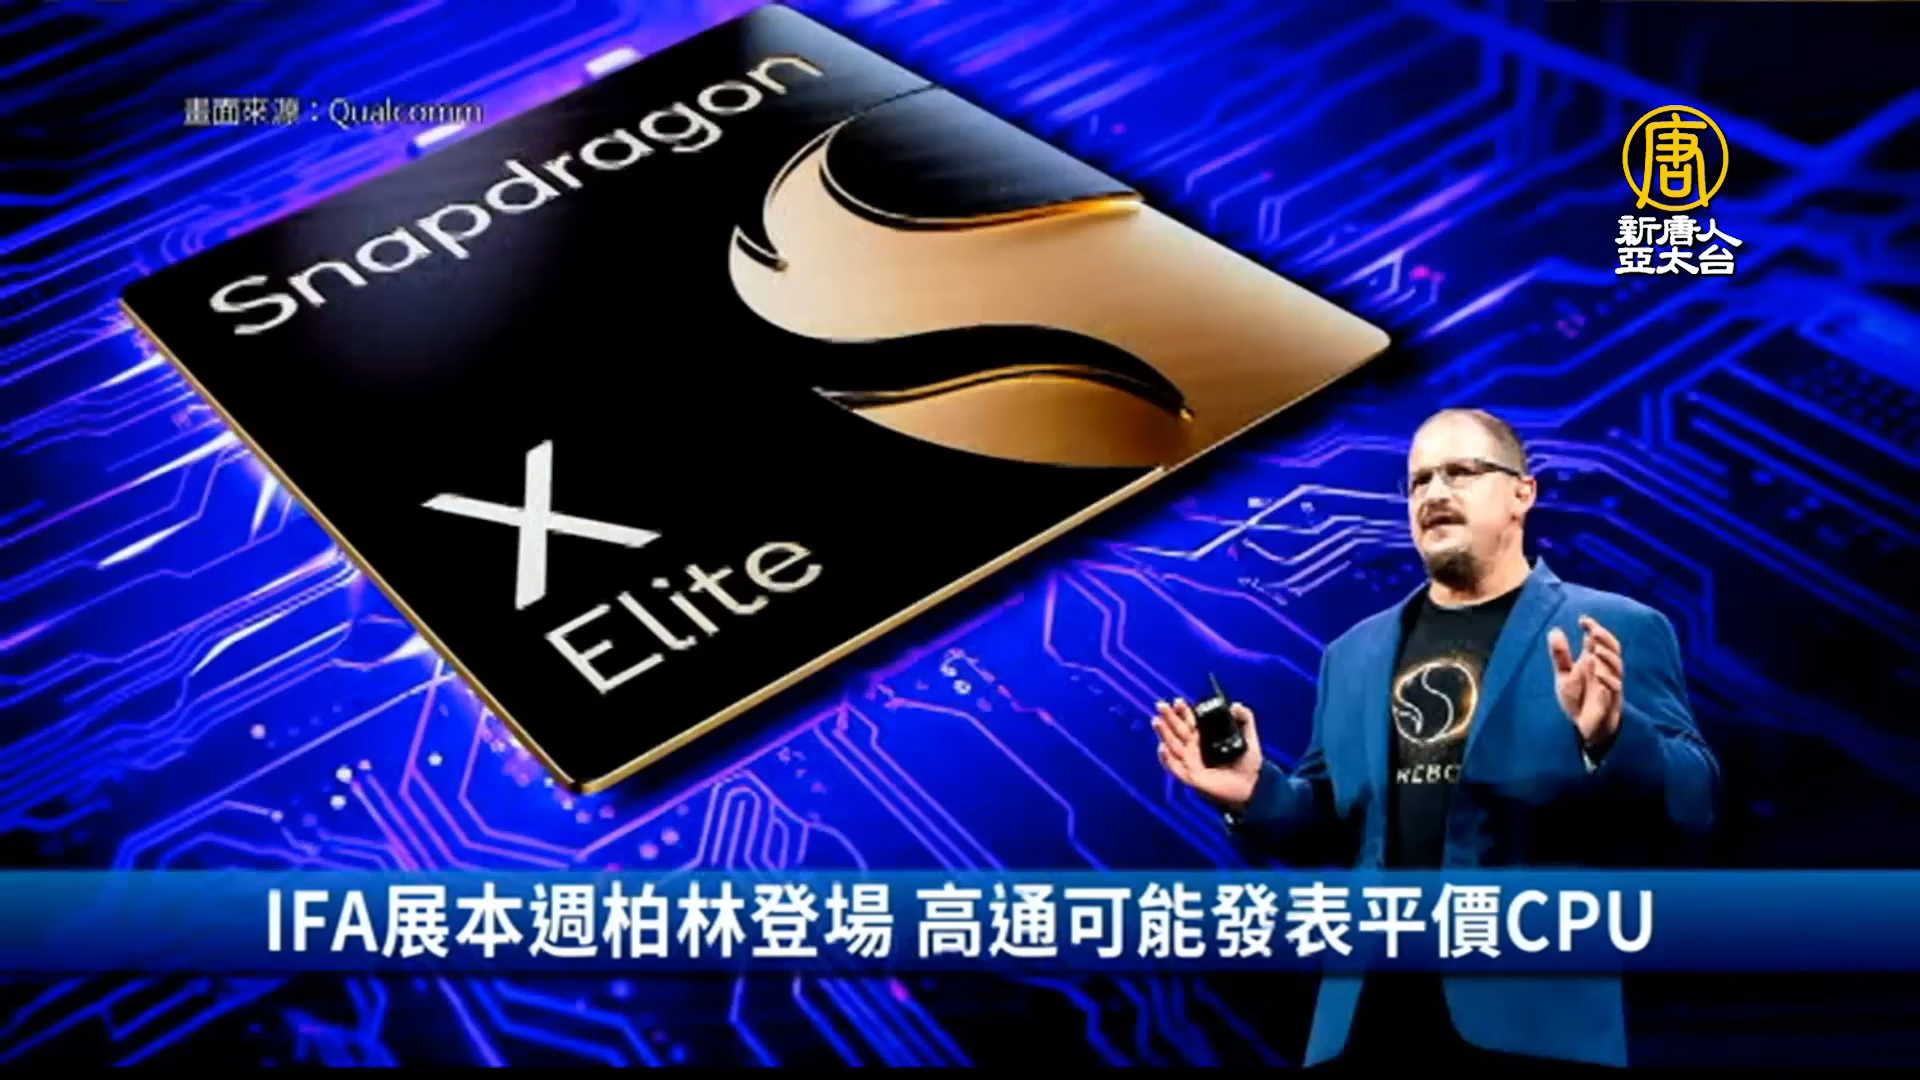 畫面來源：Qualcomm
Snapdragon
X
Elite
唐
新唐人
亞太台
IFA展本週柏林登場 高通可能發表平價CPU